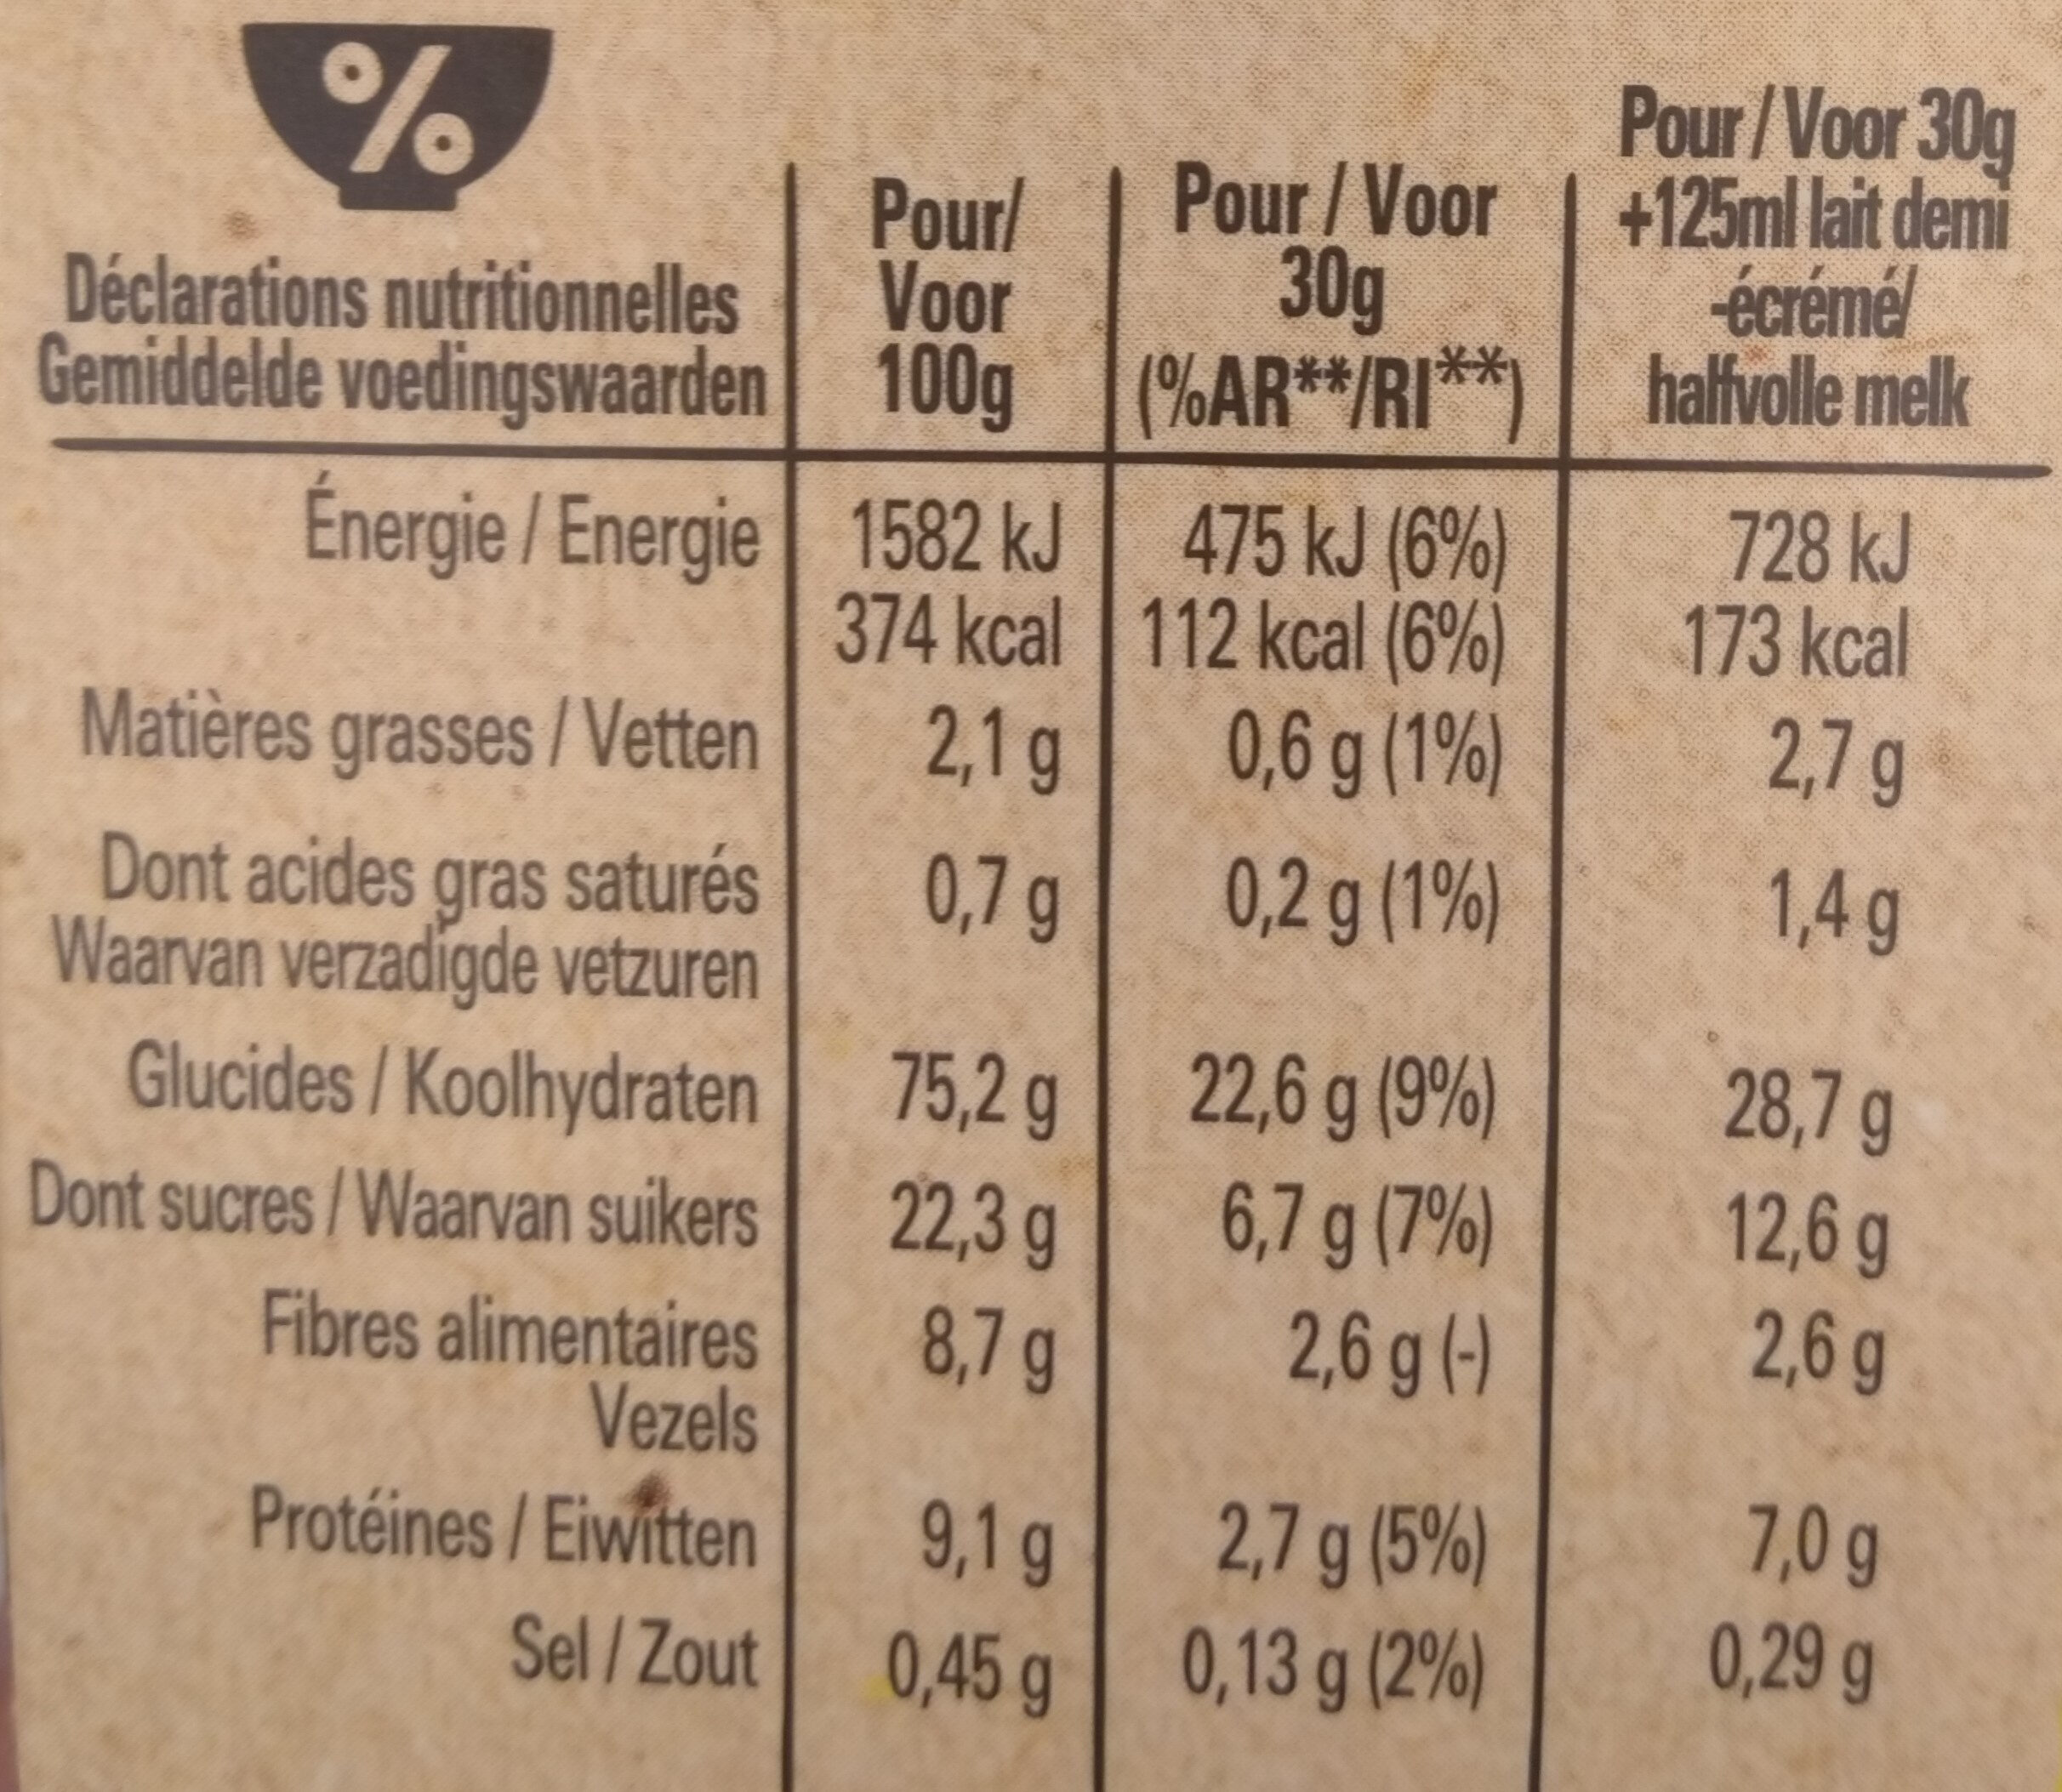 %
Déclarations nutritionnelles
Gemiddelde voedingswaarden
Pour/
Voor
100g
Pour / Voor
30g
(%AR**/RI**)
Pour / Voor 30g
+125ml lait demi
-écrémé/
halfvolle melk
Énergie / Energie 1582 kJ 475 kJ (6%) 728 kJ
374 kcal 112 kcal (6%) 173 kcal
Matières grasses / Vetten 2,1 g 0,6 g (1%) 2,7 g
Dont acides gras saturés 0,7 g 0,2 g (1%) 1,4 g
Waarvan verzadigde vetzuren
Glucides / Koolhydraten 75,2 g 22,6 g (9%) 28,7 g
Dont sucres / Waarvan suikers 22,3 g 6,7 g (7%) 12,6 g
Fibres alimentaires 8,7 g 2,6 g (-) 2,6 g
Vezels
Protéines / Eiwitten 9,1 g 2,7 g (5%) 7,0 g
Sel / Zout 0,45 g 0,13 g (2%) 0,29 g